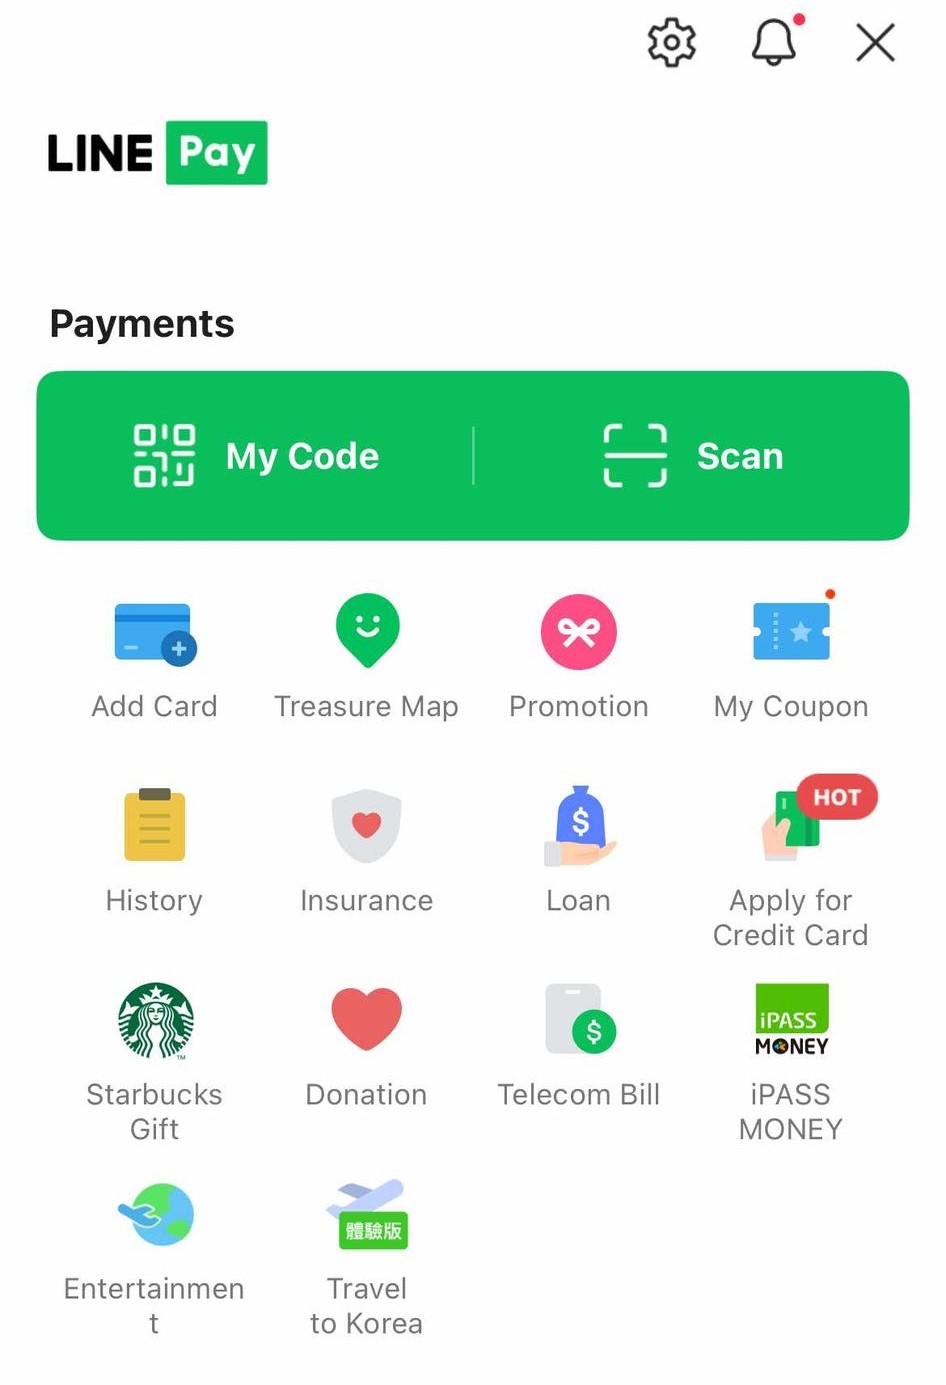 LINE Pay
Payments
My Code
Scan
Add Card
Treasure Map
Promotion
My Coupon
HOT
History
Insurance
Loan
Apply for
Credit Card
iPASS
MONEY
Starbucks
Gift
Donation
Telecom Bill
iPASS
MONEY
體驗版
Entertainmen
t
Travel
to Korea